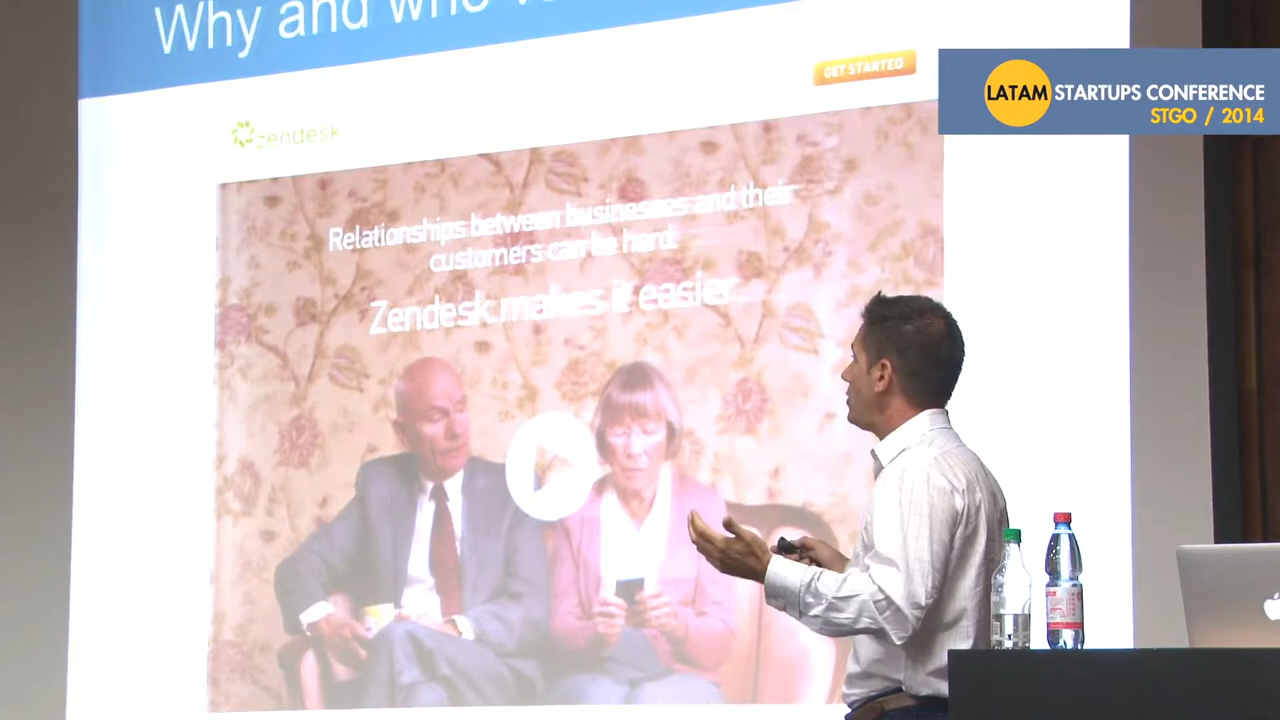 Why and who
GET STARTED
LATAM STARTUPS CONFERENCE
STGO / 2014
zendesk
Relationships between businesses and their
customers can be hard.
Zendesk makes it easier.